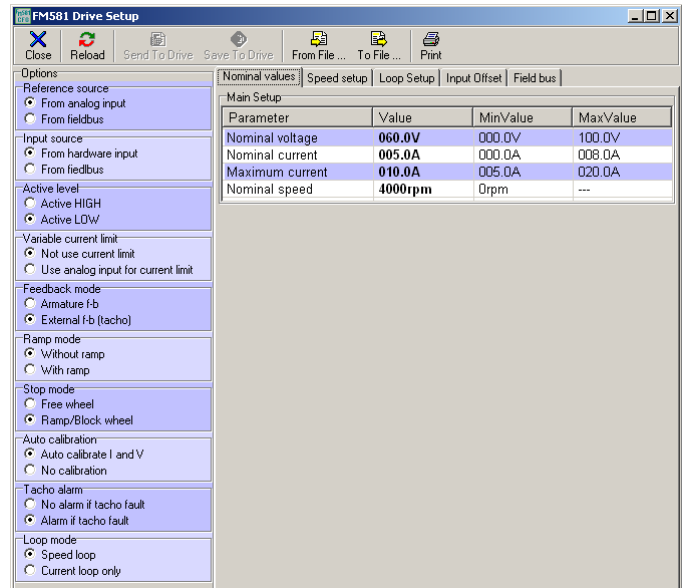 FM581 Drive Setup
Close Reload Send To Drive Save To Drive From File ... To File ... Print
Options
Reference source
From analog input
From fieldbus
Input source
From hardware input
From fiedlbus
Active level
Active HIGH
Active LOW
Variable current limit
Not use current limit
Use analog input for current limit
Feedback mode
Armature f-b
External f-b (tacho)
Ramp mode
Without ramp
With ramp
Stop mode
Free wheel
Ramp/Block wheel
Auto calibration
Auto calibrate I and V
No calibration
Tacho alarm
No alarm if tacho fault
Alarm if tacho fault
Loop mode
Speed loop
Current loop only
Nominal values Speed setup Loop Setup Input Offset Field bus
Main Setup
Parameter Value MinValue MaxValue
Nominal voltage 060.0V 000.0V 100.0V
Nominal current 005.0A 000.0A 008.0A
Maximum current 010.0A 005.0A 020.0A
Nominal speed 4000rpm 0rpm ---